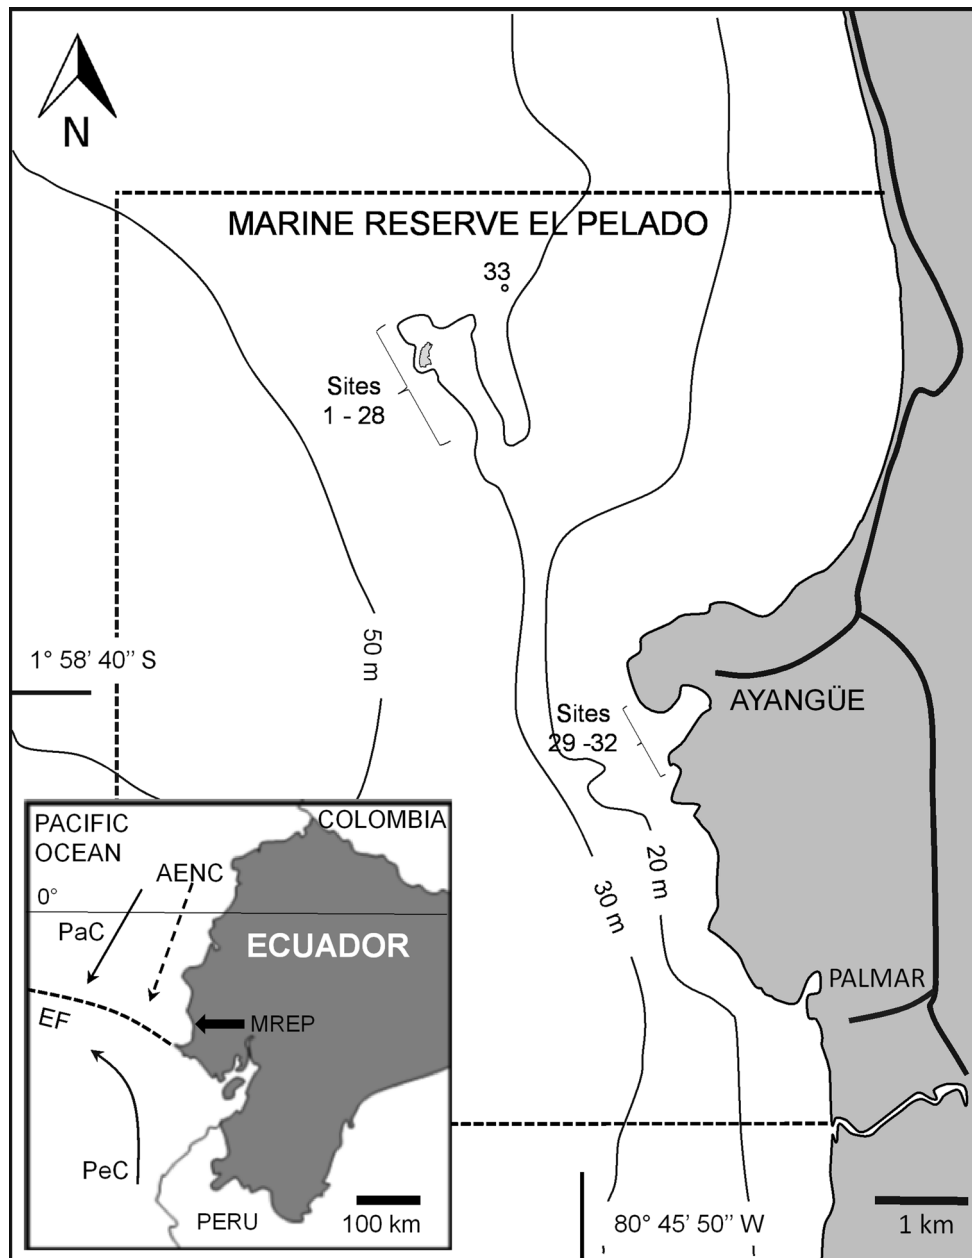 N
MARINE RESERVE EL PELADO
33
Sites
1 - 28
50 m
1° 58’ 40’’ S
AYANGÜE
Sites
29 -32
20 m
30 m
PALMAR
80° 45’ 50’’ W
1 km
PACIFIC
OCEAN
COLOMBIA
AENC
0°
PaC
ECUADOR
EF
MREP
PeC
PERU
100 km